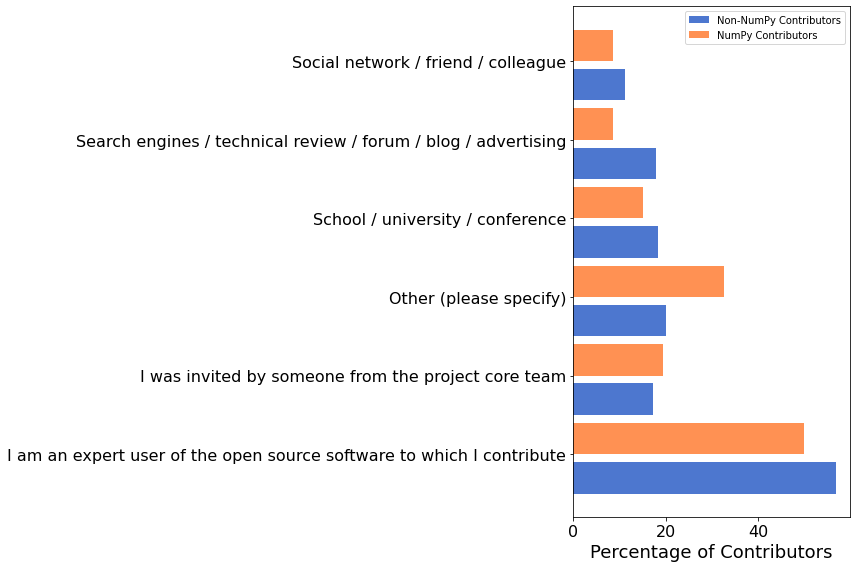 Non-NumPy Contributors
NumPy Contributors
Social network / friend / colleague
Search engines / technical review / forum / blog / advertising
School / university / conference
Other (please specify)
I was invited by someone from the project core team
I am an expert user of the open source software to which I contribute
0 20 40
Percentage of Contributors